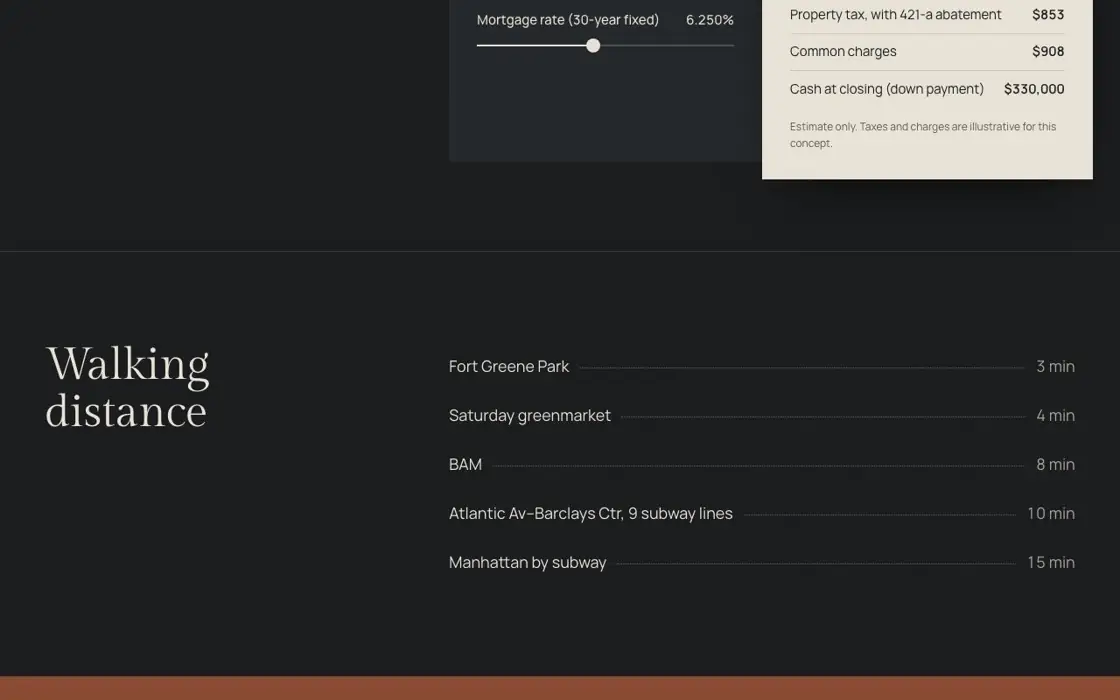 Mortgage rate (30-year fixed) 6.250%
Property tax, with 421-a abatement $853
Common charges $908
Cash at closing (down payment) $330,000
Estimate only. Taxes and charges are illustrative for this
concept.
Walking
distance
Fort Greene Park 3 min
Saturday greenmarket 4 min
BAM 8 min
Atlantic Av–Barclays Ctr, 9 subway lines 10 min
Manhattan by subway 15 min